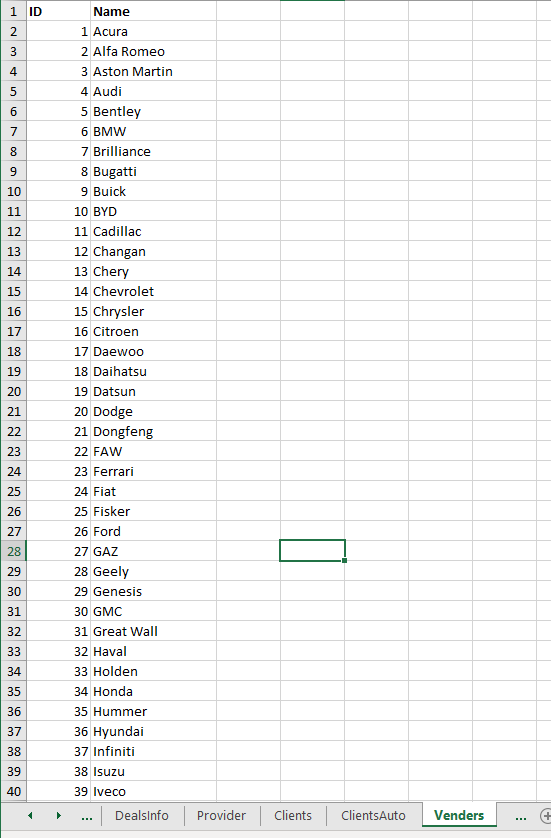 1 ID Name
2 1 Acura
3 2 Alfa Romeo
4 3 Aston Martin
5 4 Audi
6 5 Bentley
7 6 BMW
8 7 Brilliance
9 8 Bugatti
10 9 Buick
11 10 BYD
12 11 Cadillac
13 12 Changan
14 13 Chery
15 14 Chevrolet
16 15 Chrysler
17 16 Citroen
18 17 Daewoo
19 18 Daihatsu
20 19 Datsun
21 20 Dodge
22 21 Dongfeng
23 22 FAW
24 23 Ferrari
25 24 Fiat
26 25 Fisker
27 26 Ford
28 27 GAZ
29 28 Geely
30 29 Genesis
31 30 GMC
32 31 Great Wall
33 32 Haval
34 33 Holden
35 34 Honda
36 35 Hummer
37 36 Hyundai
38 37 Infiniti
39 38 Isuzu
40 39 Iveco
... DealsInfo Provider Clients ClientsAuto Venders ...